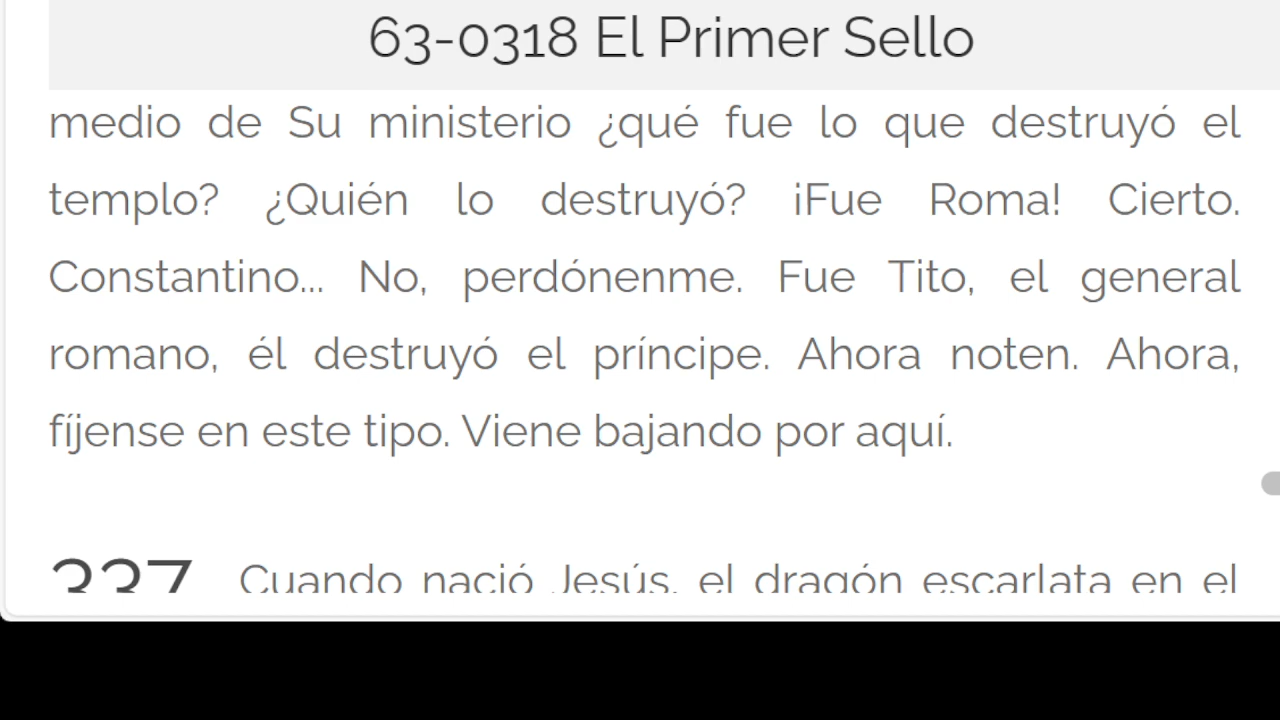 63-0318 El Primer Sello
medio de Su ministerio ¿qué fue lo que destruyó el
templo? ¿Quién lo destruyó? ¡Fue Roma! Cierto.
Constantino... No, perdónenme. Fue Tito, el general
romano, él destruyó el príncipe. Ahora noten. Ahora,
fíjense en este tipo. Viene bajando por aquí.
337 Cuando nació Jesús, el dragón escarlata en el